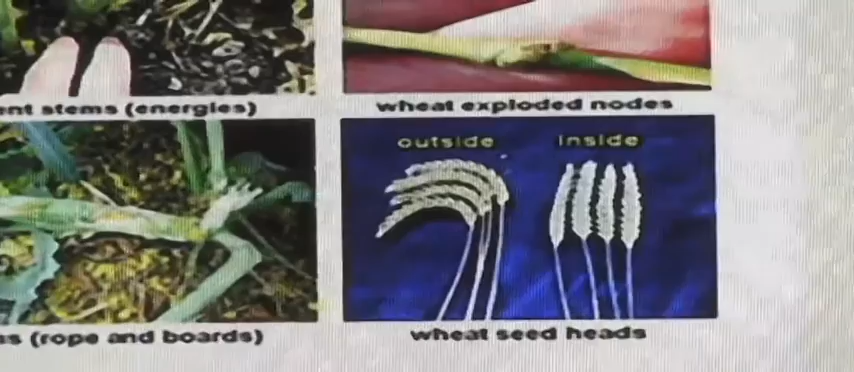 ent stems (energies)
wheat exploded nodes
outside inside
(rope and boards)
wheat seed heads